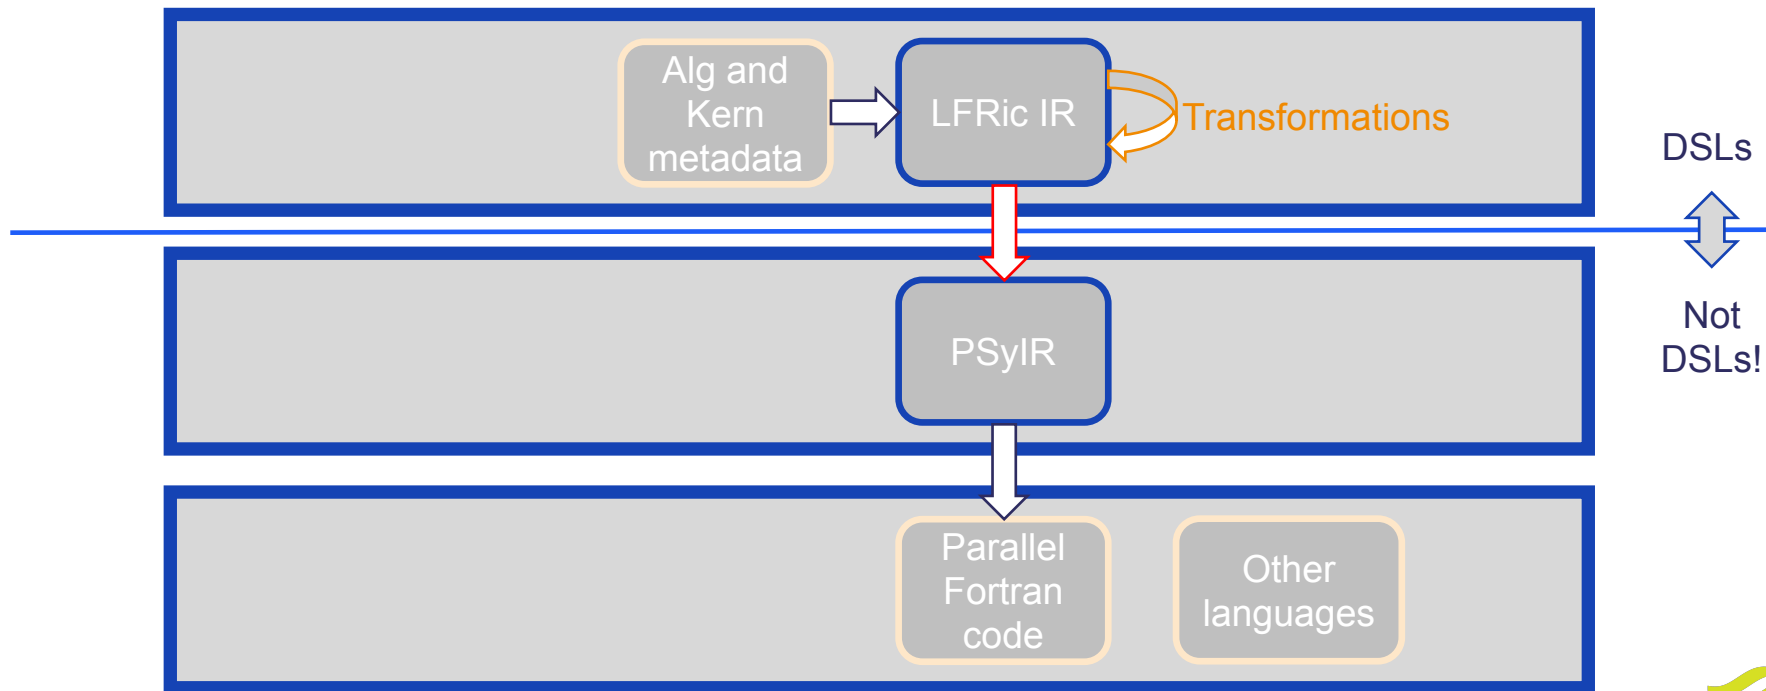 Alg and
Kern
metadata
LFRic IR
Transformations
DSLs
Not
DSLs!
PSyIR
Parallel
Fortran
code
Other
languages